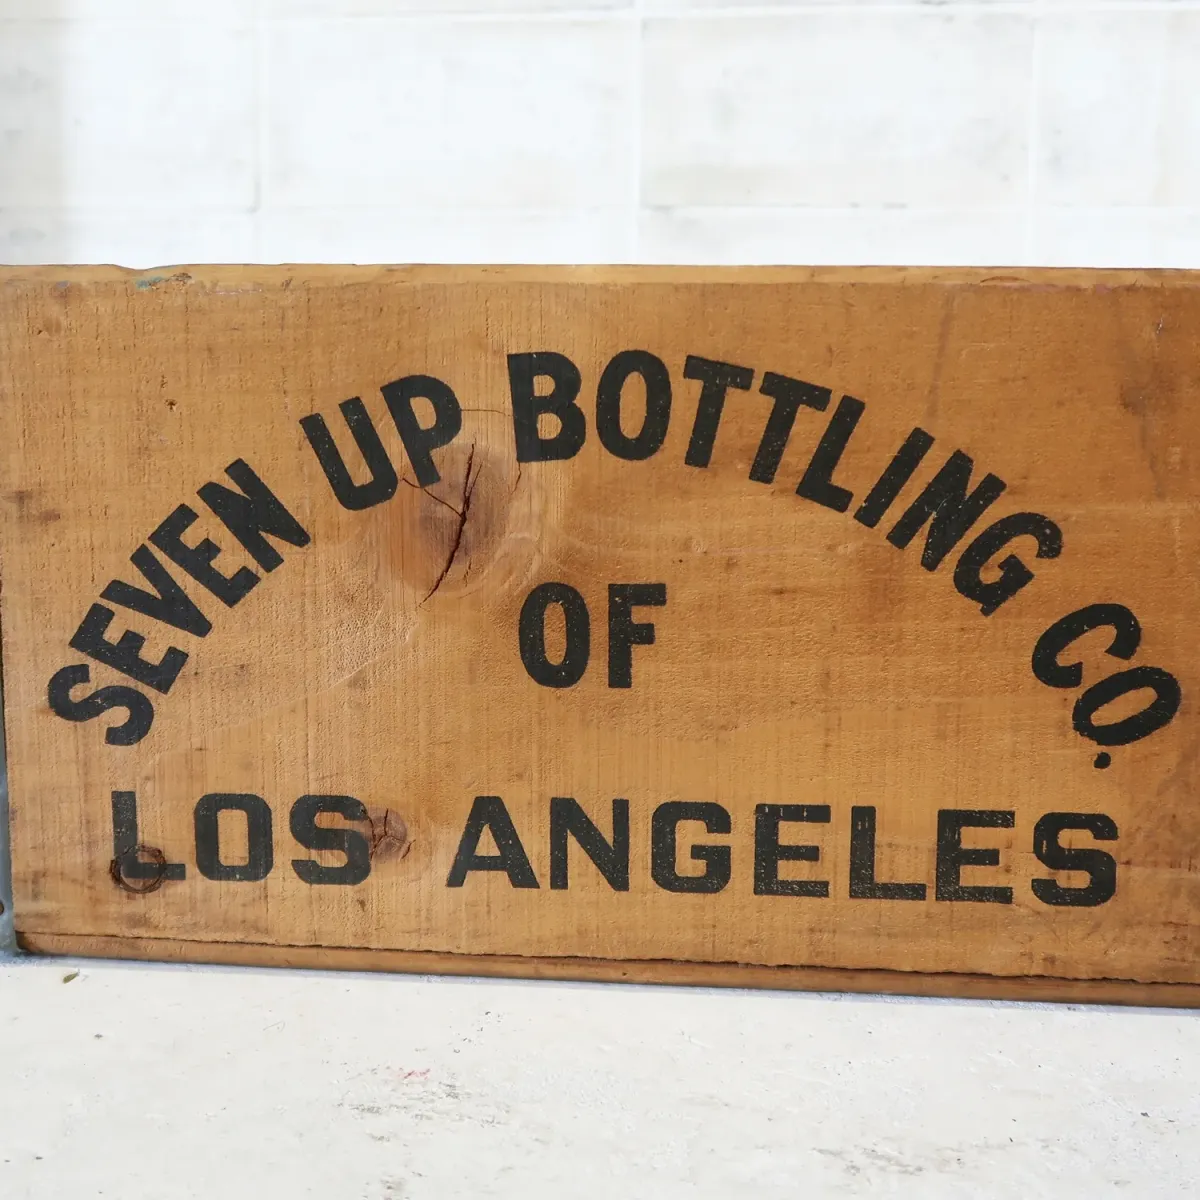 SEVEN UP BOTTLING CO.
OF
LOS ANGELES